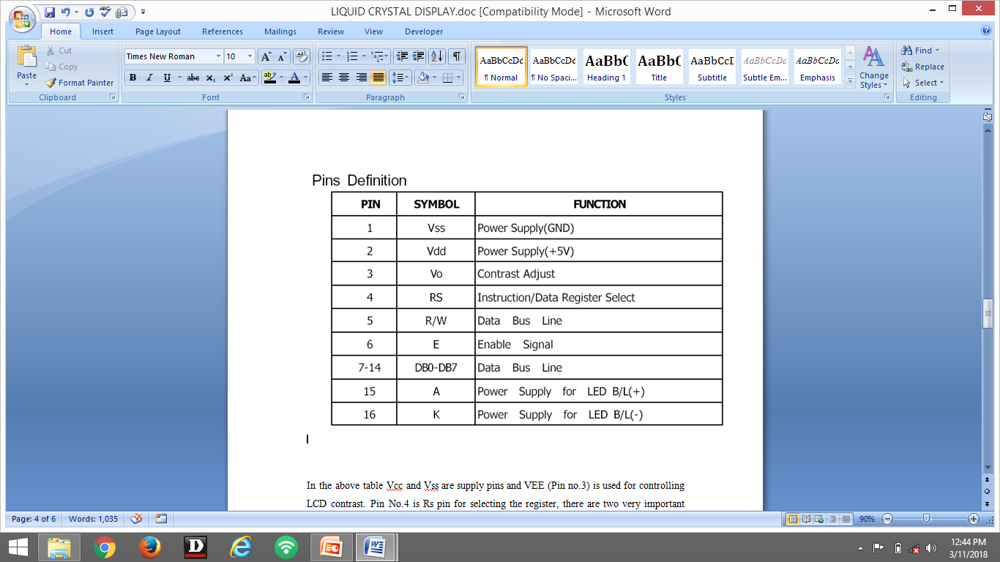 LIQUID CRYSTAL DISPLAY.doc [Compatibility Mode] - Microsoft Word
Home Insert Page Layout References Mailings Review View Developer
Paste
Cut
Copy
Format Painter
Clipboard
Times New Roman 10
Font
Paragraph
AaBbCcDc AaBbCcDc AaBbC AaBbC AaBbCcI AaBbCcDc AaBbCcDc
¶ Normal ¶ No Spaci... Heading 1 Title Subtitle Subtle Em... Emphasis
Change Styles
Styles
Find
Replace
Select
Editing
Pins Definition
PIN SYMBOL FUNCTION
1 Vss Power Supply(GND)
2 Vdd Power Supply(+5V)
3 Vo Contrast Adjust
4 RS Instruction/Data Register Select
5 R/W Data Bus Line
6 E Enable Signal
7-14 DB0-DB7 Data Bus Line
15 A Power Supply for LED B/L(+)
16 K Power Supply for LED B/L(-)
In the above table Vcc and Vss are supply pins and VEE (Pin no.3) is used for controlling
LCD contrast. Pin No.4 is Rs pin for selecting the register, there are two very important
Page: 4 of 6 Words: 1,035 90%
12:44 PM
3/11/2018